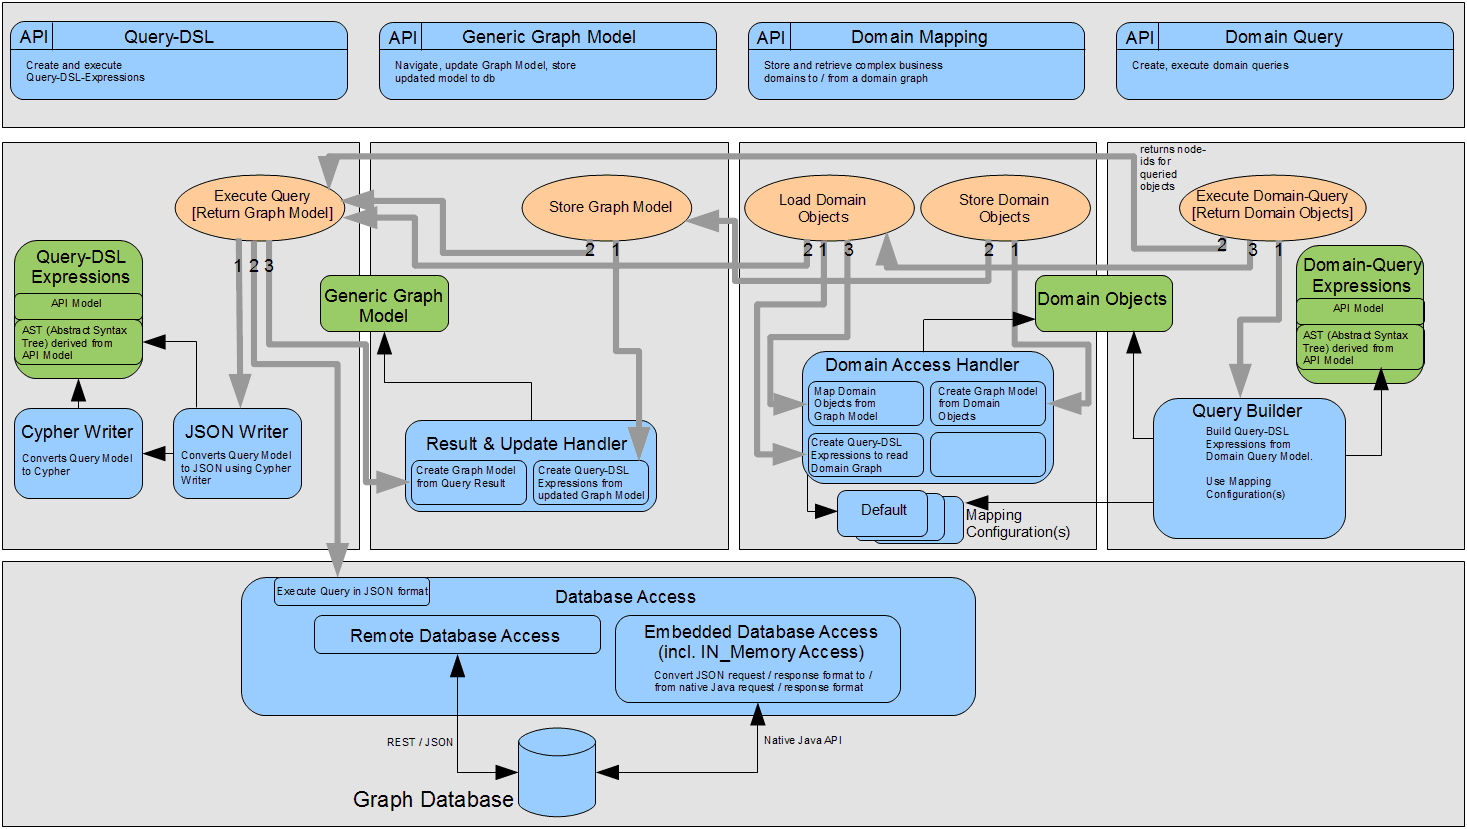 API
Query-DSL
Create and execute
Query-DSL-Expressions
API
Generic Graph Model
Navigate, update Graph Model, store
updated model to db
API
Domain Mapping
Store and retrieve complex business
domains to / from a domain graph
API
Domain Query
Create, execute domain queries
Execute Query
[Return Graph Model]
1 2 3
Query-DSL
Expressions
API Model
AST (Abstract Syntax
Tree) derived from
API Model
Cypher Writer
Converts Query Model
to Cypher
JSON Writer
Converts Query Model
to JSON using Cypher
Writer
Store Graph Model
2 1
Generic Graph
Model
Result & Update Handler
Create Graph Model
from Query Result
Create Query-DSL
Expressions from
updated Graph Model
Load Domain
Objects
2 1 3
Store Domain
Objects
2 1
Domain Objects
Domain Access Handler
Map Domain
Objects from
Graph Model
Create Graph Model
from Domain
Objects
Create Query-DSL
Expressions to read
Domain Graph
Default
Mapping
Configuration(s)
returns node-
ids for
queried
objects
Execute Domain-Query
[Return Domain Objects]
2 3 1
Domain-Query
Expressions
API Model
AST (Abstract Syntax
Tree) derived from
API Model
Query Builder
Build Query-DSL
Expressions from
Domain Query Model.
Use Mapping
Configuration(s)
Execute Query in JSON format
Database Access
Remote Database Access
Embedded Database Access
(incl. IN_Memory Access)
Convert JSON request / response format to /
from native Java request / response format
REST / JSON
Native Java API
Graph Database